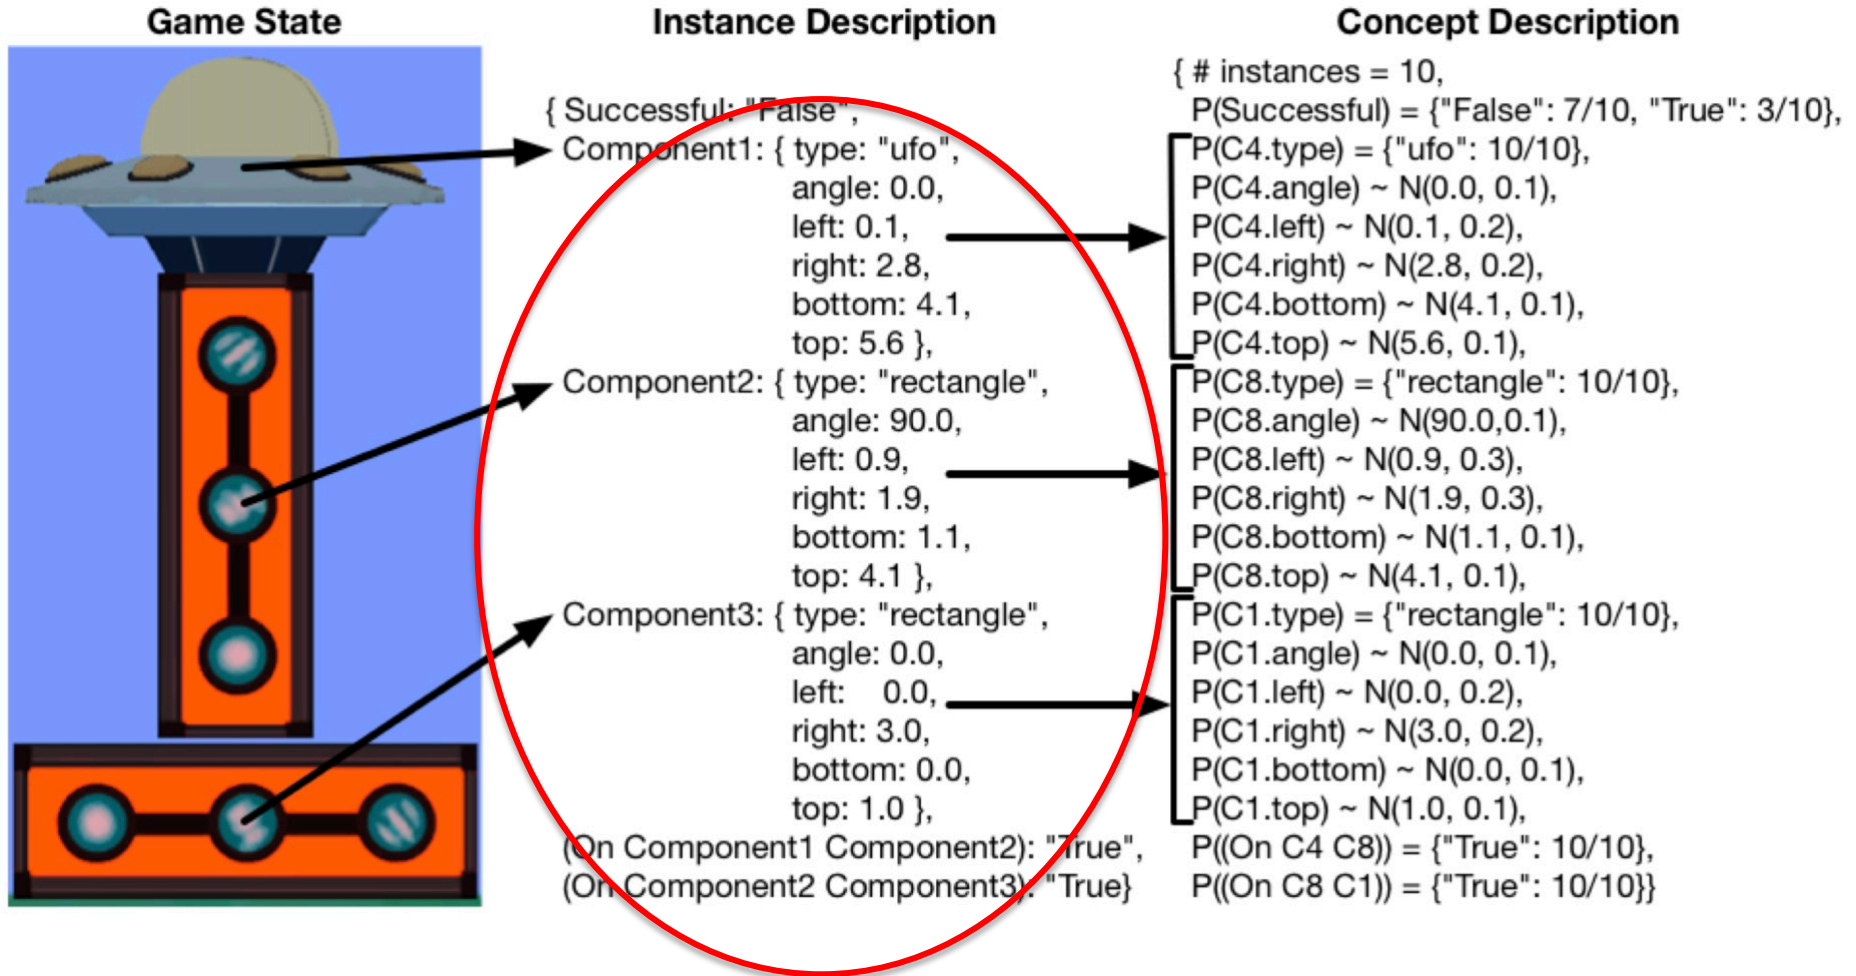 Game State
Instance Description
Concept Description
{ Successful: "False",
Component1: { type: "ufo",
angle: 0.0,
left: 0.1,
right: 2.8,
bottom: 4.1,
top: 5.6 },
Component2: { type: "rectangle",
angle: 90.0,
left: 0.9,
right: 1.9,
bottom: 1.1,
top: 4.1 },
Component3: { type: "rectangle",
angle: 0.0,
left: 0.0,
right: 3.0,
bottom: 0.0,
top: 1.0 },
(On Component1 Component2): "True",
(On Component2 Component3): "True}
{ # instances = 10,
P(Successful) = {"False": 7/10, "True": 3/10},
P(C4.type) = {"ufo": 10/10},
P(C4.angle) ~ N(0.0, 0.1),
P(C4.left) ~ N(0.1, 0.2),
P(C4.right) ~ N(2.8, 0.2),
P(C4.bottom) ~ N(4.1, 0.1),
P(C4.top) ~ N(5.6, 0.1),
P(C8.type) = {"rectangle": 10/10},
P(C8.angle) ~ N(90.0,0.1),
P(C8.left) ~ N(0.9, 0.3),
P(C8.right) ~ N(1.9, 0.3),
P(C8.bottom) ~ N(1.1, 0.1),
P(C8.top) ~ N(4.1, 0.1),
P(C1.type) = {"rectangle": 10/10},
P(C1.angle) ~ N(0.0, 0.1),
P(C1.left) ~ N(0.0, 0.2),
P(C1.right) ~ N(3.0, 0.2),
P(C1.bottom) ~ N(0.0, 0.1),
P(C1.top) ~ N(1.0, 0.1),
P((On C4 C8)) = {"True": 10/10},
P((On C8 C1)) = {"True": 10/10}}